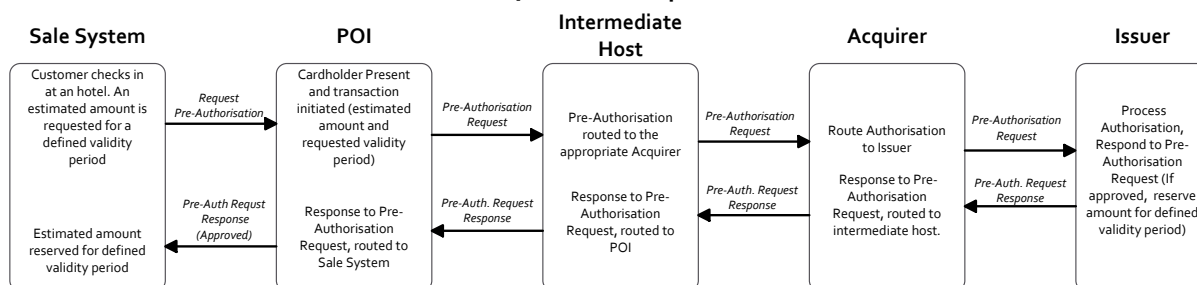 Sale System
POI
Intermediate
Host
Acquirer
Issuer
Customer checks in
at an hotel. An
estimated amount is
requested for a
defined validity
period
Estimated amount
reserved for defined
validity period
Request
Pre-Authorisation
Pre-Auth Requst
Response
(Approved)
Cardholder Present
and transaction
initiated (estimated
amount and
requested validity
period)
Response to Pre-
Authorisation
Request, routed to
Sale System
Pre-Authorisation
Request
Pre-Auth. Request
Response
Pre-Authorisation
routed to the
appropriate Acquirer
Response to Pre-
Authorisation
Request, routed to
POI
Pre-Authorisation
Request
Pre-Auth. Request
Response
Route Authorisation
to Issuer
Response to Pre-
Authorisation
Request, routed to
intermediate host.
Pre-Authorisation
Request
Pre-Auth. Request
Response
Process
Authorisation,
Respond to Pre-
Authorisation
Request (If
approved, reserve
amount for defined
validity period)